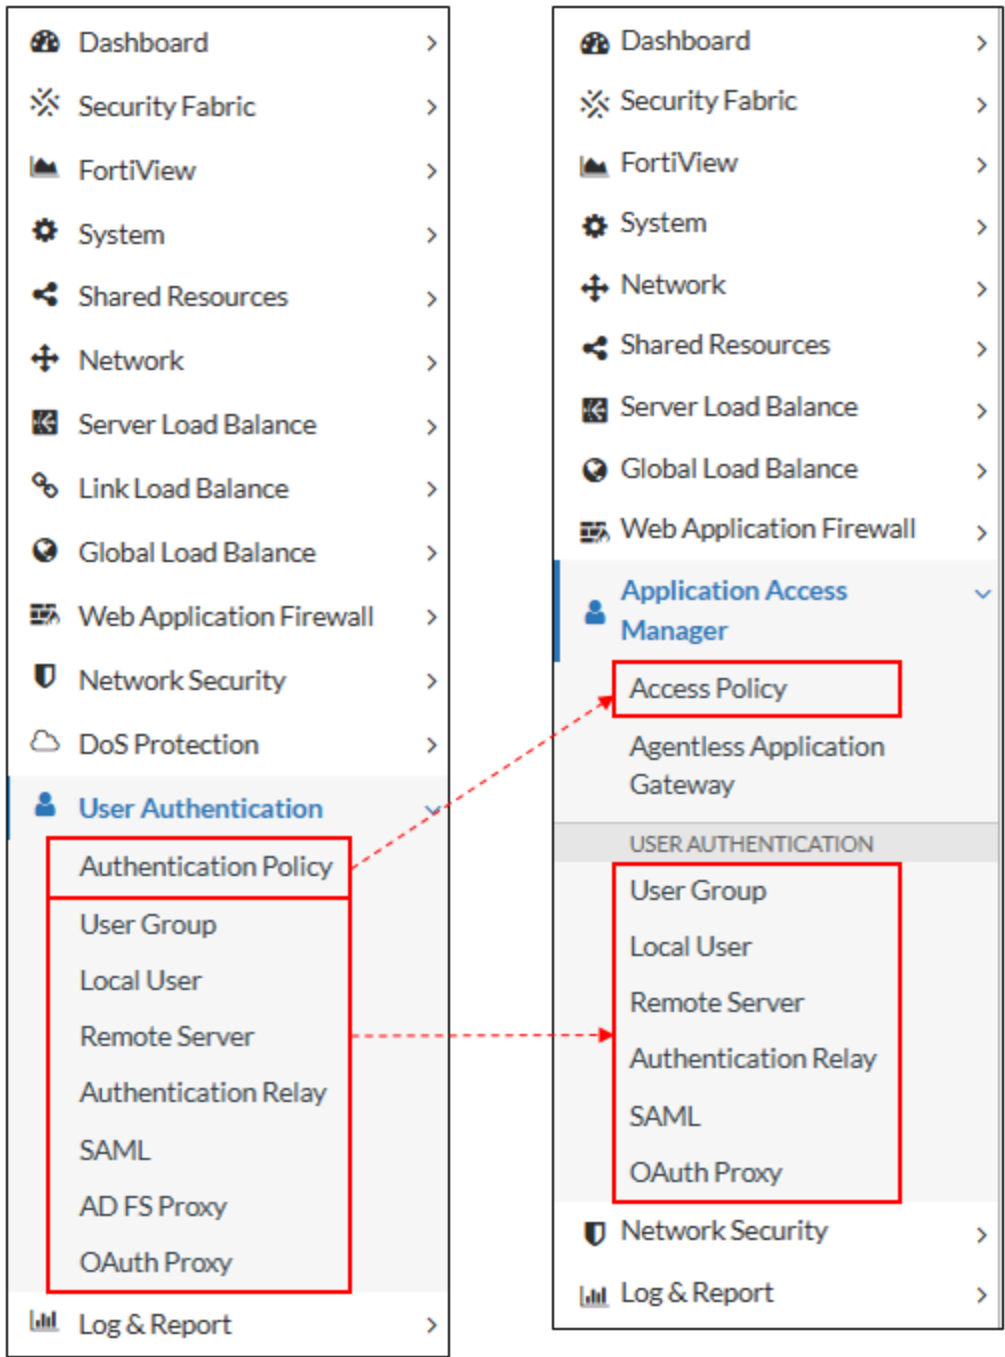 Dashboard
Security Fabric
FortiView
System
Shared Resources
Network
Server Load Balance
Link Load Balance
Global Load Balance
Web Application Firewall
Network Security
DoS Protection
User Authentication
Authentication Policy
User Group
Local User
Remote Server
Authentication Relay
SAML
AD FS Proxy
OAuth Proxy
Log & Report
Dashboard
Security Fabric
FortiView
System
Network
Shared Resources
Server Load Balance
Global Load Balance
Web Application Firewall
Application Access
Manager
Access Policy
Agentless Application
Gateway
USER AUTHENTICATION
User Group
Local User
Remote Server
Authentication Relay
SAML
OAuth Proxy
Network Security
Log & Report